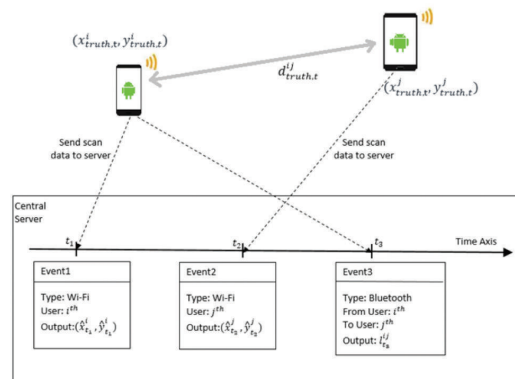 (x^i_{truth,t}, y^i_{truth,t})
d^{ij}_{truth,t}
(x^j_{truth,t}, y^j_{truth,t})
Send scan
data to server
Send scan
data to server
Central
Server
t_1
t_2
t_3
Time Axis
Event1
Type: Wi-Fi
User: i^{th}
Output:(x̂^i_{t_1}, ŷ^i_{t_1})
Event2
Type: Wi-Fi
User: j^{th}
Output:(x̂^j_{t_2}, ŷ^j_{t_2})
Event3
Type: Bluetooth
From User: i^{th}
To User: j^{th}
Output: l^{ij}_{t_3}